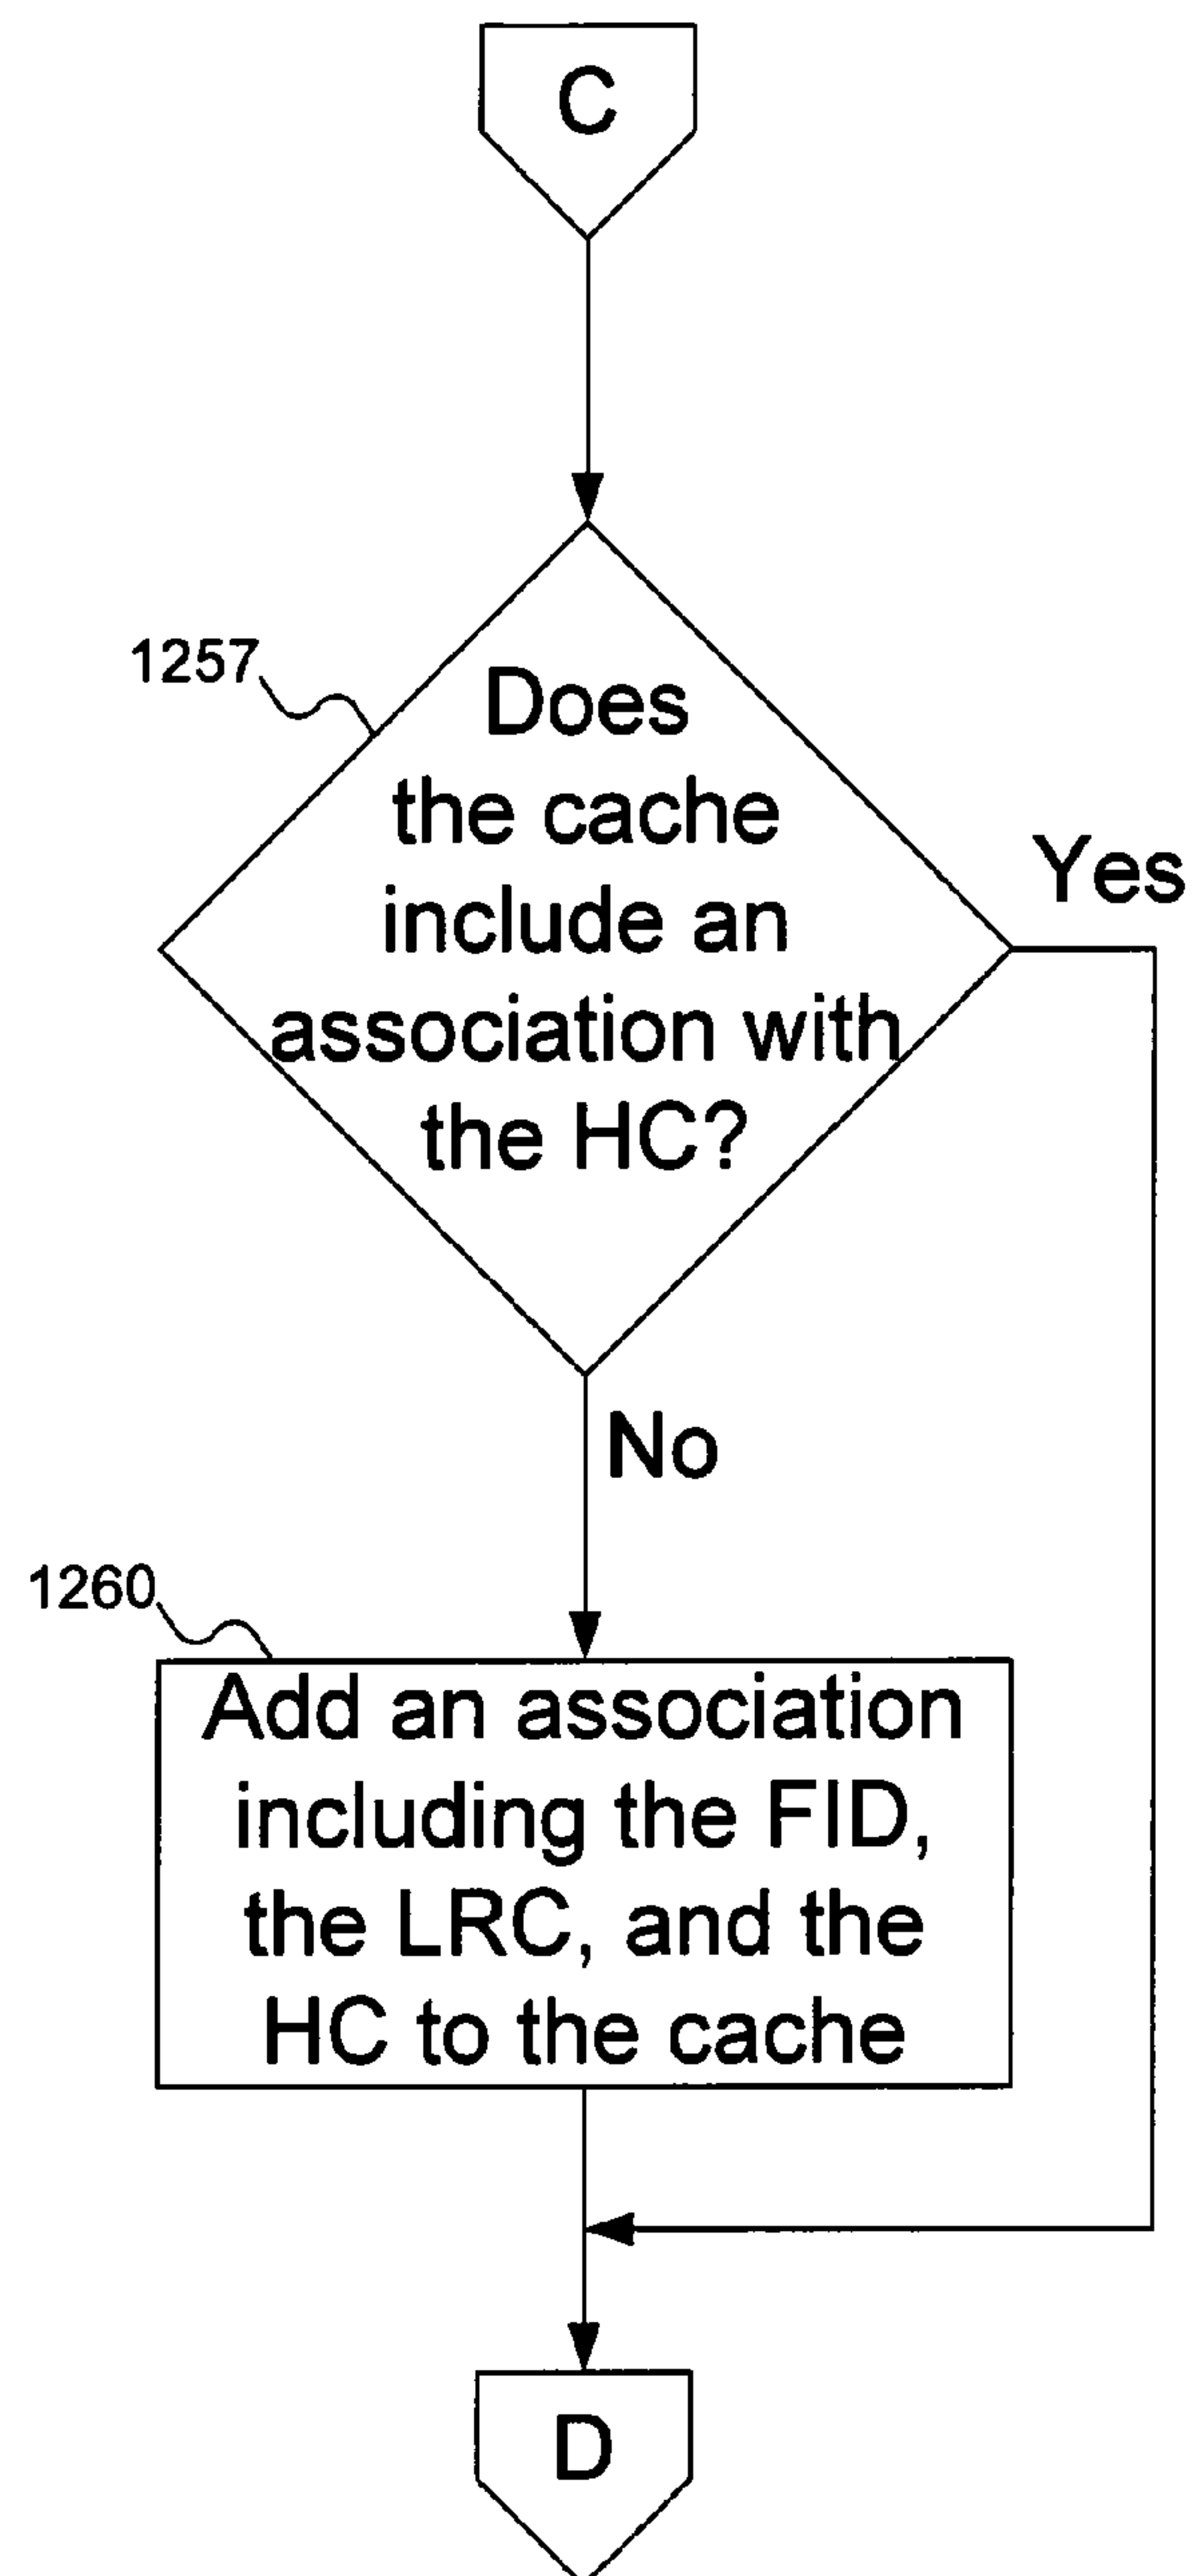 C
1257
Does
the cache
include an
association with
the HC?
Yes
No
1260
Add an association
including the FID,
the LRC, and the
HC to the cache
D